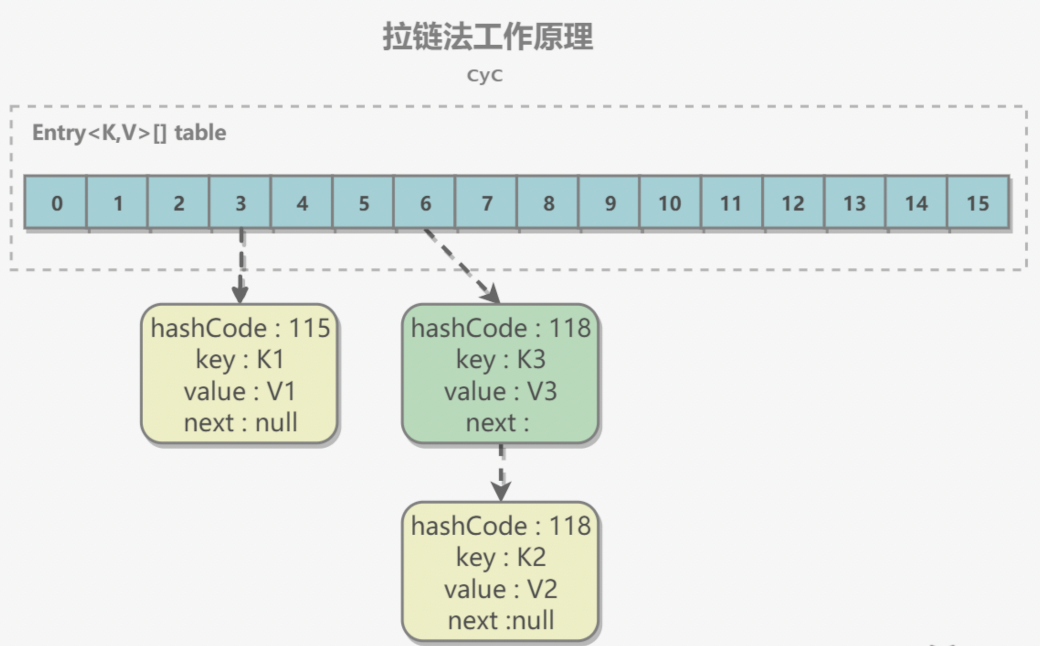 拉链法工作原理
CyC
Entry<K,V>[] table
0 1 2 3 4 5 6 7 8 9 10 11 12 13 14 15
hashCode : 115
key : K1
value : V1
next : null
hashCode : 118
key : K3
value : V3
next :
hashCode : 118
key : K2
value : V2
next :null